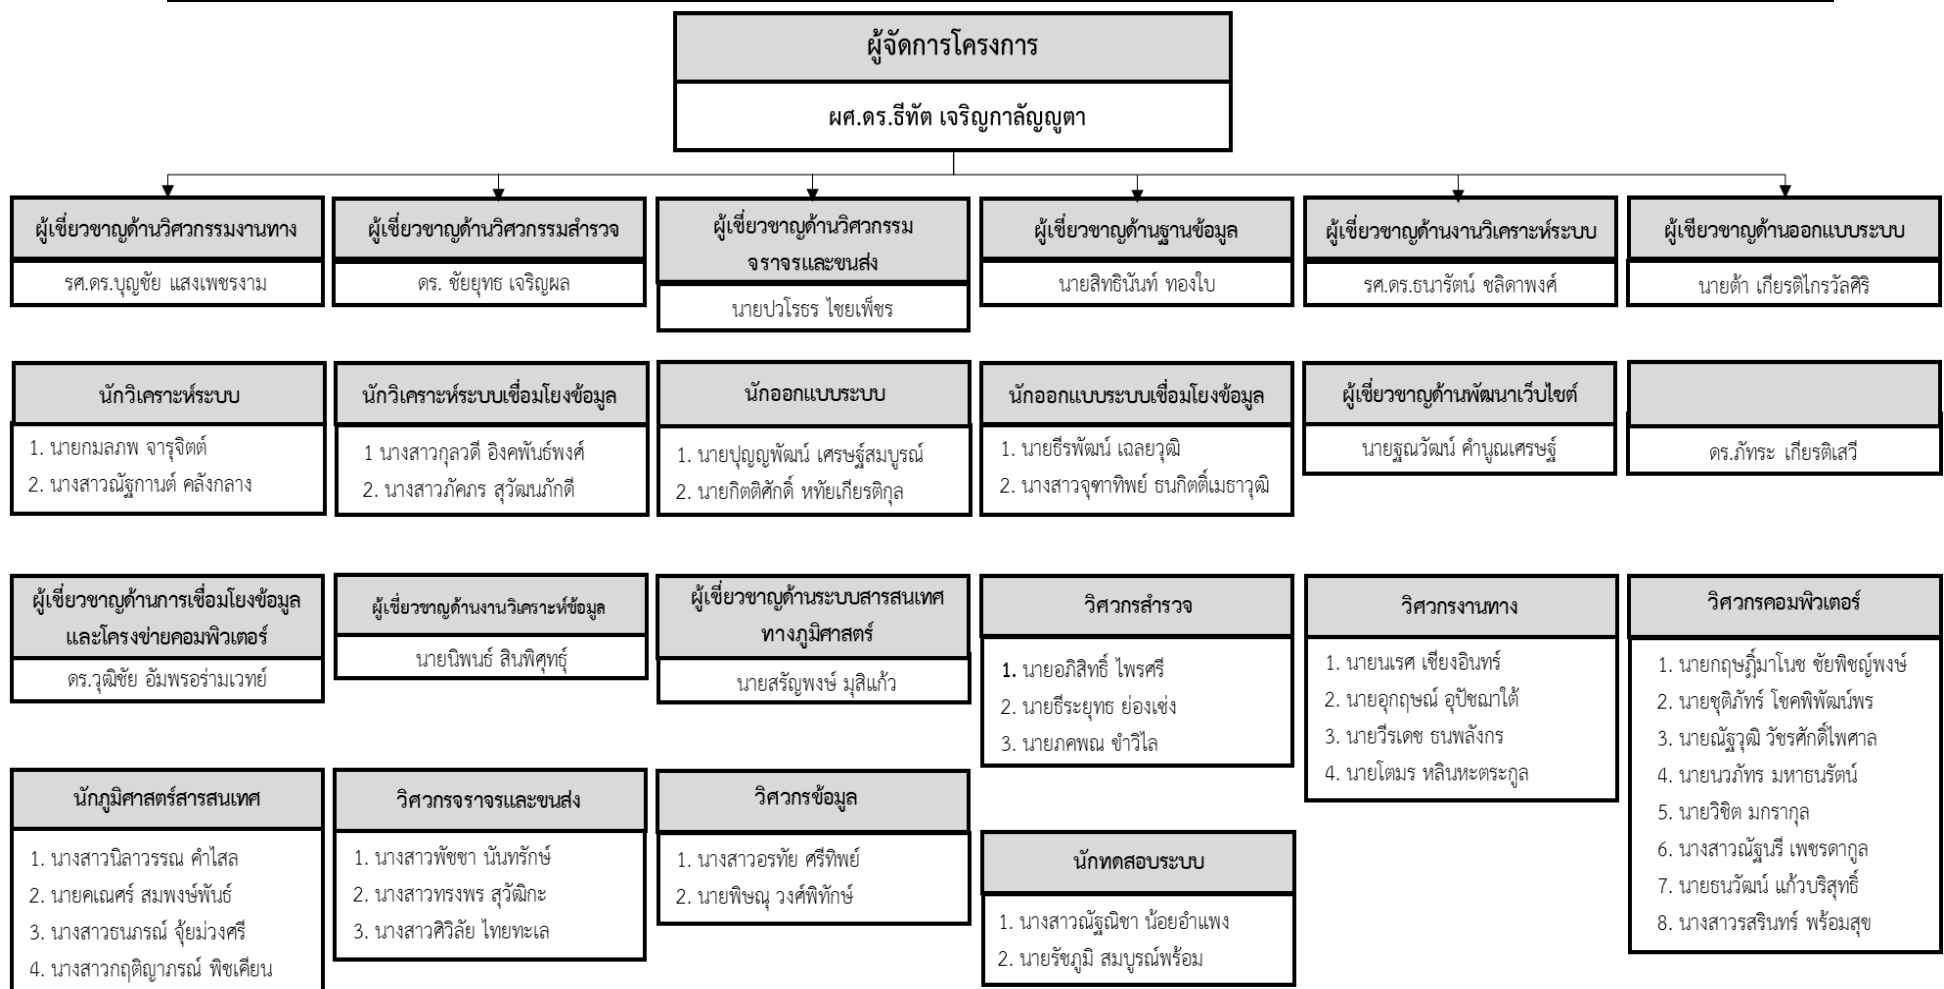 ผู้จัดการโครงการ
ผศ.ดร.ธีทัต เจริญกาลัญญูตา
ผู้เชี่ยวชาญด้านวิศวกรรมงานทาง
รศ.ดร.บุญชัย แสงเพชรงาม
ผู้เชี่ยวชาญด้านวิศวกรรมสำรวจ
ดร. ชัยยุทธ เจริญผล
ผู้เชี่ยวชาญด้านวิศวกรรม
จราจรและขนส่ง
นายปวโรธร ไชยเพ็ชร
ผู้เชี่ยวชาญด้านฐานข้อมูล
นายสิทธินันท์ ทองใบ
ผู้เชี่ยวชาญด้านงานวิเคราะห์ระบบ
รศ.ดร.ธนารัตน์ ชลิดาพงศ์
ผู้เชียวชาญด้านออกแบบระบบ
นายต้า เกียรติไกรวัลศิริ
นักวิเคราะห์ระบบ
1. นายกมลภพ จารุจิตต์
2. นางสาวณัฐกานต์ คลังกลาง
นักวิเคราะห์ระบบเชื่อมโยงข้อมูล
1 นางสาวกุลวดี อิงคพันธ์พงศ์
2. นางสาวภัคภร สุวัฒนภักดี
นักออกแบบระบบ
1. นายปุญญพัฒน์ เศรษฐ์สมบูรณ์
2. นายกิตติศักดิ์ หทัยเกียรติกุล
นักออกแบบระบบเชื่อมโยงข้อมูล
1. นายธีรพัฒน์ เฉลยวุฒิ
2. นางสาวจุฑาทิพย์ ธนกิตติ์เมธาวุฒิ
ผู้เชี่ยวชาญด้านพัฒนาเว็บไซต์
นายฐณวัฒน์ คำนูณเศรษฐ์
ดร.ภัทระ เกียรติเสวี
ผู้เชี่ยวชาญด้านการเชื่อมโยงข้อมูล
และโครงข่ายคอมพิวเตอร์
ดร.วุฒิชัย อัมพรอร่ามเวทย์
ผู้เชี่ยวชาญด้านงานวิเคราะห์ข้อมูล
นายนิพนธ์ สินพิศุทธุ์
ผู้เชี่ยวชาญด้านระบบสารสนเทศ
ทางภูมิศาสตร์
นายสรัญพงษ์ มุสิแก้ว
วิศวกรสำรวจ
1. นายอภิสิทธิ์ ไพรศรี
2. นายธีระยุทธ ย่องเซ่ง
3. นายภคพณ ขำวิไล
วิศวกรงานทาง
1. นายนเรศ เชียงอินทร์
2. นายอุกฤษณ์ อุปัชฌาใต้
3. นายวีรเดช ธนพลังกร
4. นายโตมร หลินหะตระกูล
วิศวกรคอมพิวเตอร์
1. นายกฤษฎิ์มาโนช ชัยพิชญ์พงษ์
2. นายชุติภัทร์ โชคพิพัฒน์พร
3. นายณัฐวุฒิ วัชรศักดิ์ไพศาล
4. นายนวภัทร มหาธนรัตน์
5. นายวิชิต มกรากุล
6. นางสาวณัฐนรี เพชรดากูล
7. นายธนวัฒน์ แก้วบริสุทธิ์
8. นางสาวรสรินทร์ พร้อมสุข
นักภูมิศาสตร์สารสนเทศ
1. นางสาวนิลาวรรณ คำไสล
2. นายคเณศร์ สมพงษ์พันธ์
3. นางสาวธนภรณ์ จุ้ยม่วงศรี
4. นางสาวกฤติญาภรณ์ พิชเคียน
วิศวกรจราจรและขนส่ง
1. นางสาวพัชชา นันทรักษ์
2. นางสาวทรงพร สุวัฒิกะ
3. นางสาวศิวิลัย ไทยทะเล
วิศวกรข้อมูล
1. นางสาวอรทัย ศรีทิพย์
2. นายพิษณุ วงศ์พิทักษ์
นักทดสอบระบบ
1. นางสาวณัฐณิชา น้อยอำแพง
2. นายรัชภูมิ สมบูรณ์พร้อม